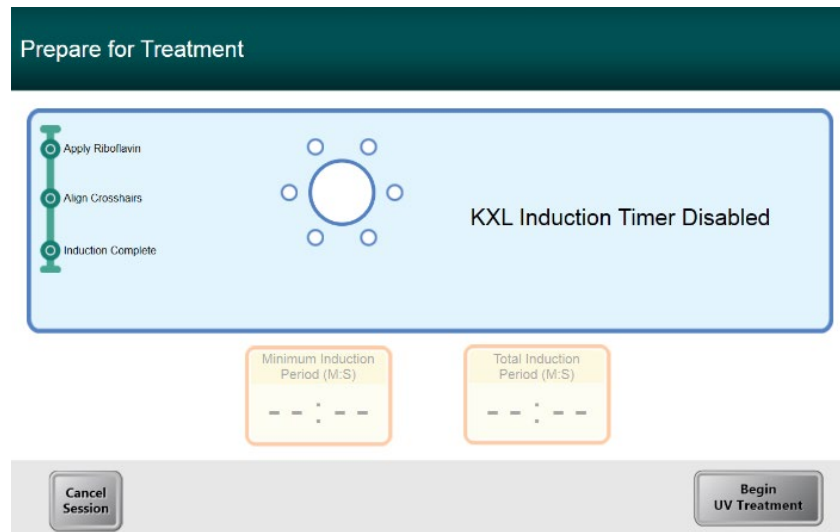 Prepare for Treatment
Apply Riboflavin
Align Crosshairs
Induction Complete
KXL Induction Timer Disabled
Minimum Induction
Period (M:S)
- - : - -
Total Induction
Period (M:S)
- - : - -
Cancel
Session
Begin
UV Treatment